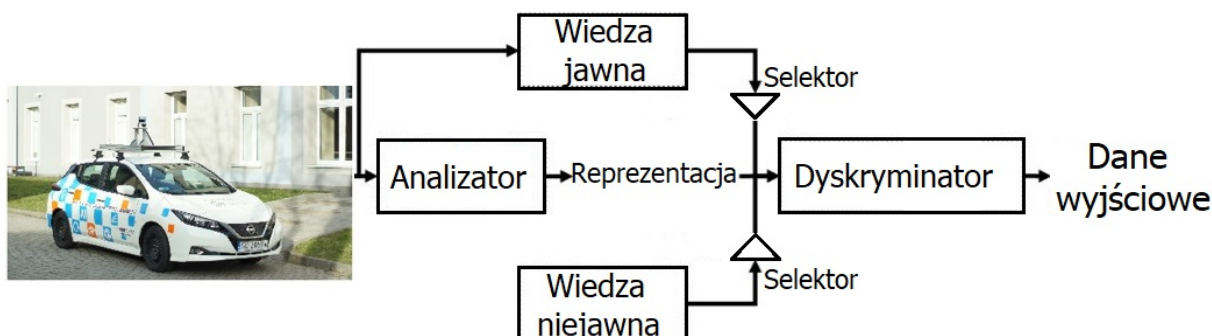 Wiedza
jawna
Selektor
Analizator
Reprezentacja
Dyskryminator
Dane
wyjściowe
Selektor
Wiedza
niejawna